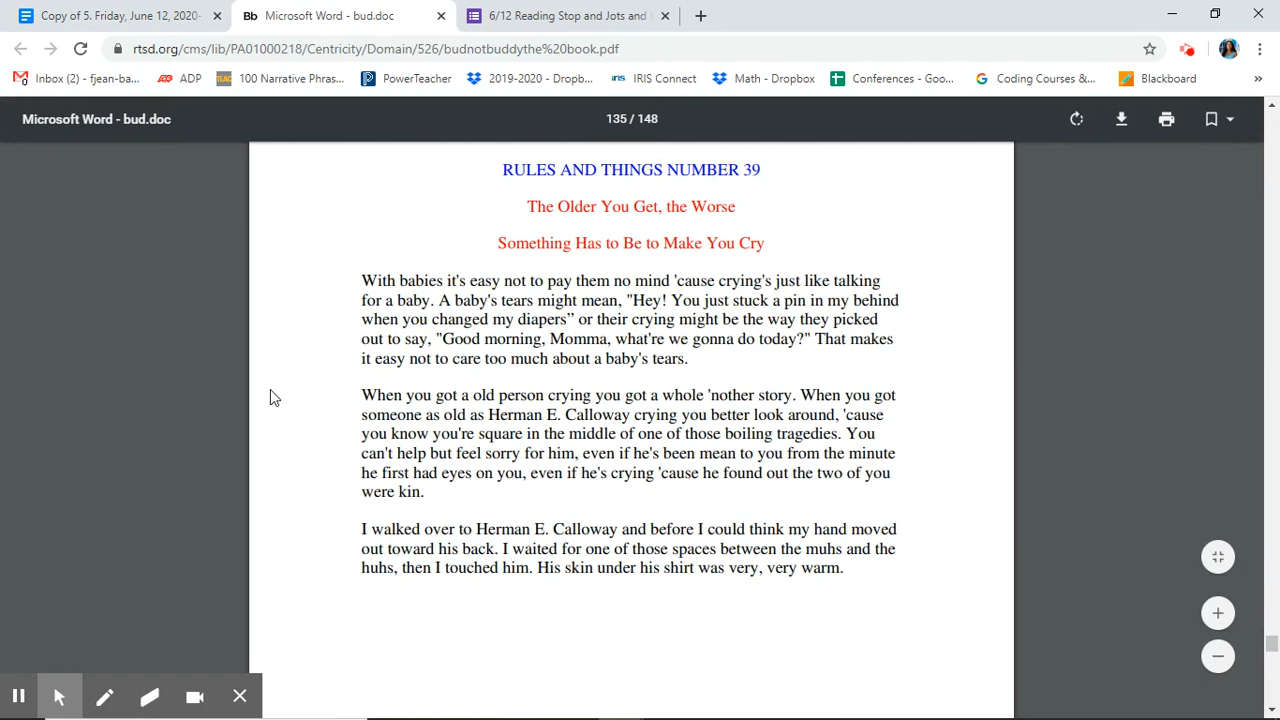 Copy of 5. Friday, June 12, 2020-
Bb Microsoft Word - bud.doc
6/12 Reading Stop and Jots and
rtsd.org/cms/lib/PA01000218/Centricity/Domain/526/budnotbuddythe%20book.pdf
Inbox (2) - fjean-ba... ADP 100 Narrative Phras... PowerTeacher 2019-2020 - Dropb... IRIS Connect Math - Dropbox Conferences - Goo... Coding Courses &... Blackboard »
Microsoft Word - bud.doc
135 / 148
RULES AND THINGS NUMBER 39
The Older You Get, the Worse
Something Has to Be to Make You Cry
With babies it's easy not to pay them no mind 'cause crying's just like talking
for a baby. A baby's tears might mean, "Hey! You just stuck a pin in my behind
when you changed my diapers” or their crying might be the way they picked
out to say, "Good morning, Momma, what're we gonna do today?" That makes
it easy not to care too much about a baby's tears.
When you got a old person crying you got a whole 'nother story. When you got
someone as old as Herman E. Calloway crying you better look around, 'cause
you know you're square in the middle of one of those boiling tragedies. You
can't help but feel sorry for him, even if he's been mean to you from the minute
he first had eyes on you, even if he's crying 'cause he found out the two of you
were kin.
I walked over to Herman E. Calloway and before I could think my hand moved
out toward his back. I waited for one of those spaces between the muhs and the
huhs, then I touched him. His skin under his shirt was very, very warm.